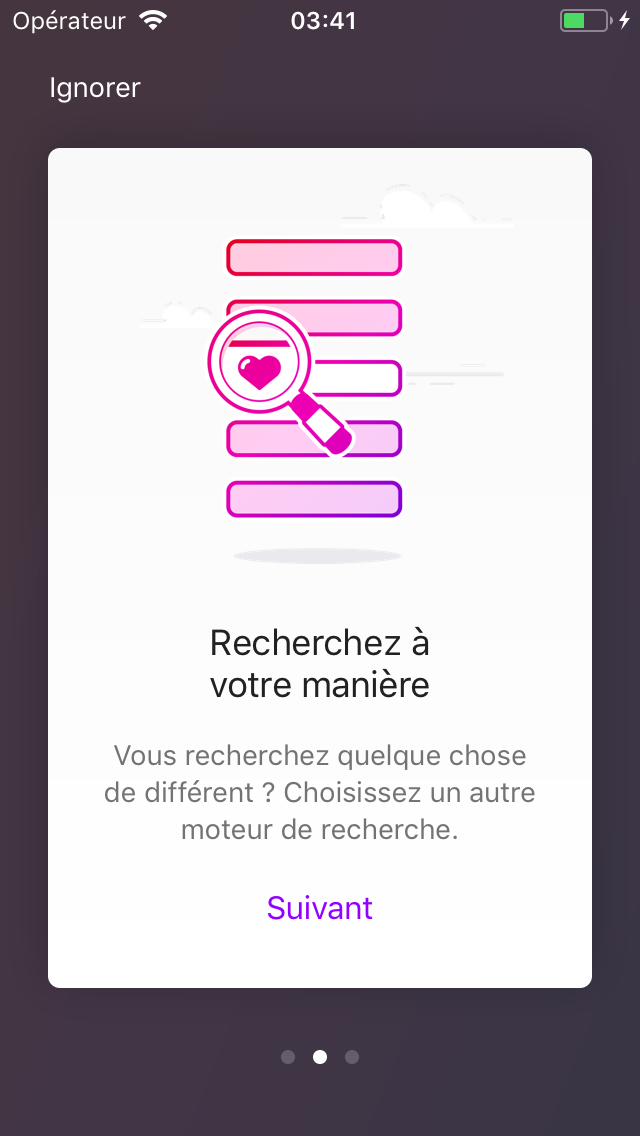 Opérateur 03:41
Ignorer
Recherchez à
votre manière
Vous recherchez quelque chose
de différent ? Choisissez un autre
moteur de recherche.
Suivant